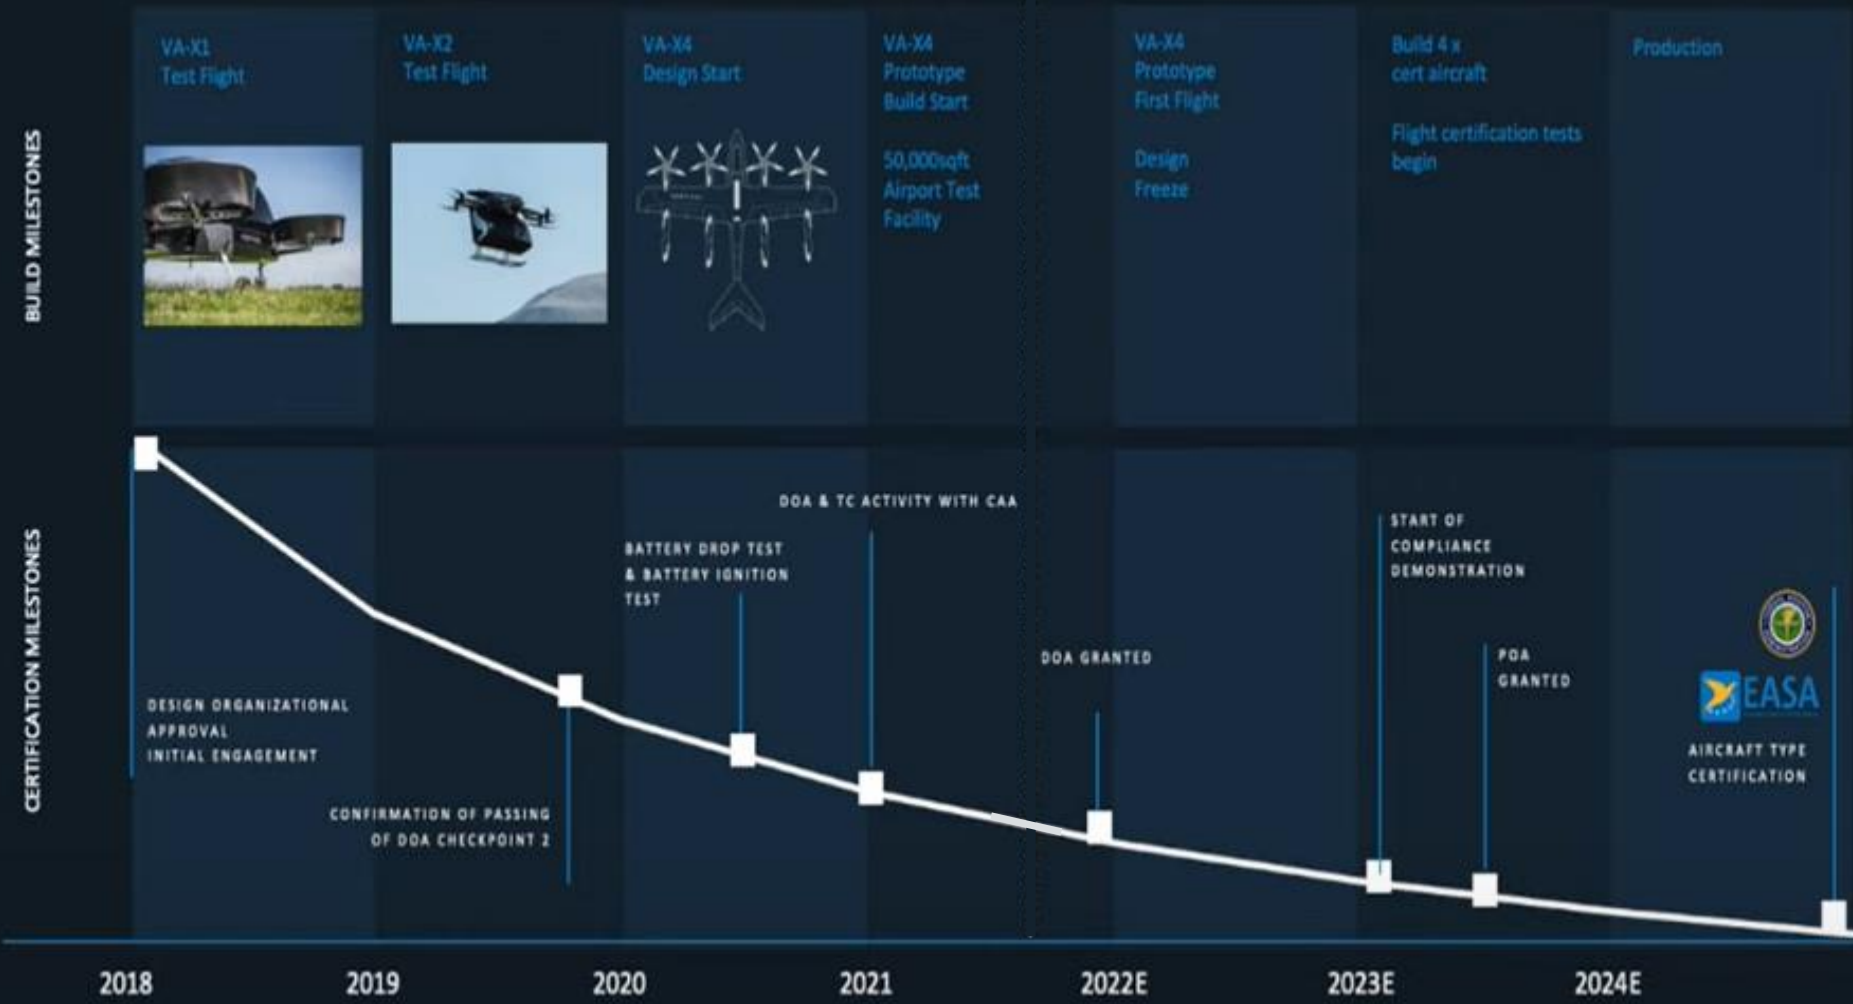 BUILD MILESTONES
VA-X1
Test Flight
VA-X2
Test Flight
VA-X4
Design Start
VA-X4
Prototype
Build Start
50,000sqft
Airport Test
Facility
VA-X4
Prototype
First Flight
Design
Freeze
Build 4 x
cert aircraft
Flight certification tests
begin
Production
CERTIFICATION MILESTONES
DESIGN ORGANIZATIONAL
APPROVAL
INITIAL ENGAGEMENT
CONFIRMATION OF PASSING
OF DOA CHECKPOINT 2
BATTERY DROP TEST
& BATTERY IGNITION
TEST
DOA & TC ACTIVITY WITH CAA
DOA GRANTED
START OF
COMPLIANCE
DEMONSTRATION
POA
GRANTED
EASA
AIRCRAFT TYPE
CERTIFICATION
2018
2019
2020
2021
2022E
2023E
2024E